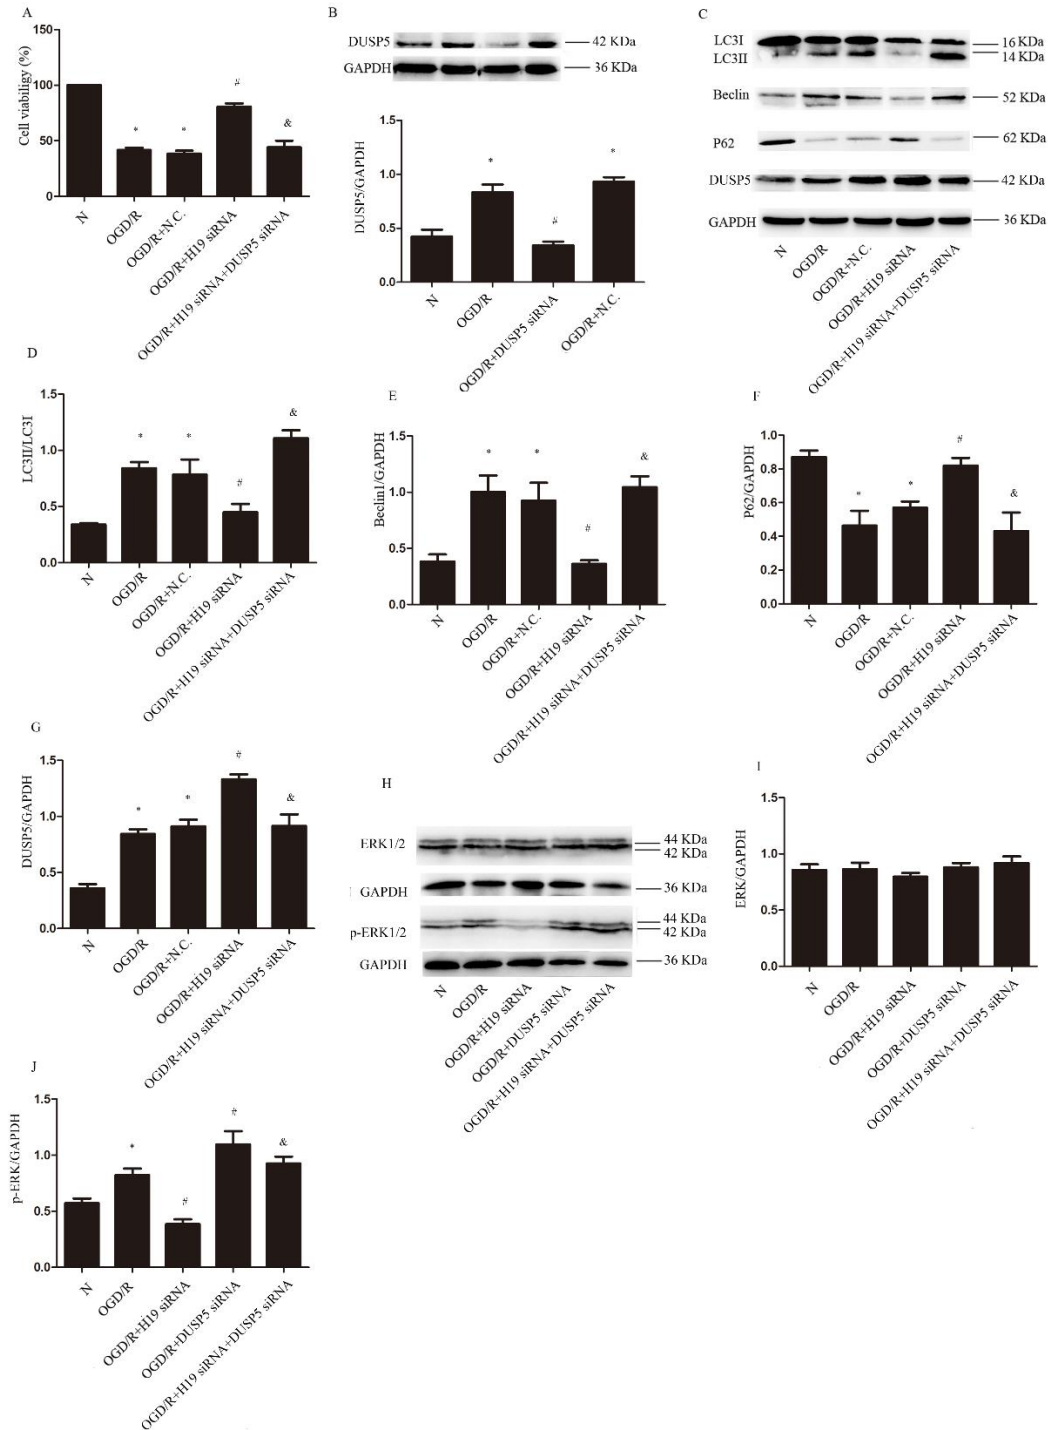 A
Cell viabiligy (%)
150
100
50
0
N
OGD/R
OGD/R+N.C.
OGD/R+H19 siRNA
OGD/R+H19 siRNA+DUSP5 siRNA
*
*
#
&
B
DUSP5
42 KDa
GAPDH
36 KDa
DUSP5/GAPDH
1.5
1.0
0.5
0.0
N
OGD/R
OGD/R+DUSP5 siRNA
OGD/R+N.C.
*
#
*
C
LC3I
16 KDa
LC3II
14 KDa
Beclin
52 KDa
P62
62 KDa
DUSP5
42 KDa
GAPDH
36 KDa
N
OGD/R
OGD/R+N.C.
OGD/R+H19 siRNA
OGD/R+H19 siRNA+DUSP5 siRNA
D
LC3II/LC3I
1.5
1.0
0.5
0.0
N
OGD/R
OGD/R+N.C.
OGD/R+H19 siRNA
OGD/R+H19 siRNA+DUSP5 siRNA
*
*
#
&
E
Beclin1/GAPDH
1.5
1.0
0.5
0.0
N
OGD/R
OGD/R+N.C.
OGD/R+H19 siRNA
OGD/R+H19 siRNA+DUSP5 siRNA
*
*
#
&
F
P62/GAPDH
1.0
0.8
0.6
0.4
0.2
0.0
N
OGD/R
OGD/R+N.C.
OGD/R+H19 siRNA
OGD/R+H19 siRNA+DUSP5 siRNA
*
*
#
&
G
DUSP5/GAPDH
1.5
1.0
0.5
0.0
N
OGD/R
OGD/R+N.C.
OGD/R+H19 siRNA
OGD/R+H19 siRNA+DUSP5 siRNA
*
*
#
&
H
ERK1/2
44 KDa
42 KDa
GAPDH
36 KDa
p-ERK1/2
44 KDa
42 KDa
GAPDH
36 KDa
N
OGD/R
OGD/R+H19 siRNA
OGD/R+DUSP5 siRNA
OGD/R+H19 siRNA+DUSP5 siRNA
I
ERK/GAPDH
1.5
1.0
0.5
0.0
N
OGD/R
OGD/R+H19 siRNA
OGD/R+DUSP5 siRNA
OGD/R+H19 siRNA+DUSP5 siRNA
J
p-ERK/GAPDH
1.5
1.0
0.5
0.0
N
OGD/R
OGD/R+H19 siRNA
OGD/R+DUSP5 siRNA
OGD/R+H19 siRNA+DUSP5 siRNA
*
#
#
&